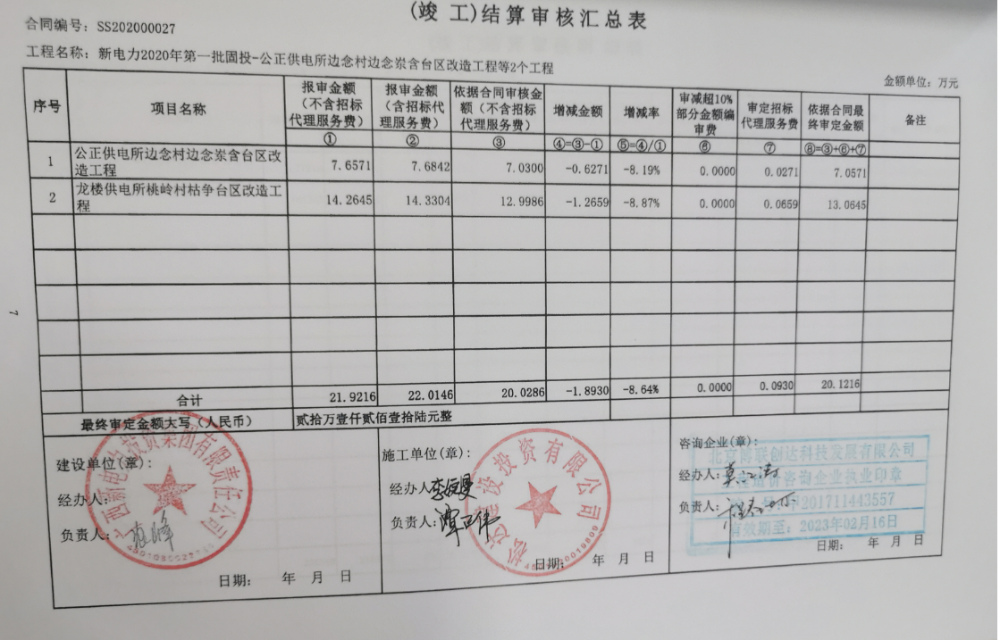 (竣 工)结算审核汇总表
合同编号：SS202000027
工程名称：新电力2020年第一批固投-公正供电所边念村边念岽含台区改造工程等2个工程
金额单位：万元
序号 项目名称 报审金额（不含招标代理服务费） 报审金额（含招标代理服务费） 依据合同审核金额（不含招标代理服务费） 增减金额 增减率 审减超10%部分金额编审费 审定招标代理服务费 依据合同最终审定金额 备注
① ② ③ ④=③-① ⑤=④/① ⑥ ⑦ ⑧=③+⑥+⑦
1 公正供电所边念村边念岽含台区改造工程 7.6571 7.6842 7.0300 -0.6271 -8.19% 0.0000 0.0271 7.0571
2 龙楼供电所桃岭村枯争台区改造工程 14.2645 14.3304 12.9986 -1.2659 -8.87% 0.0000 0.0659 13.0645
合计 21.9216 22.0146 20.0286 -1.8930 -8.64% 0.0000 0.0930 20.1216
最终审定金额大写（人民币） 贰拾万壹仟贰佰壹拾陆元整
建设单位(章)：
经办人：
负责人：
日期： 年 月 日
施工单位(章)：
经办人
负责人：
日期： 年 月 日
咨询企业(章)：
经办人：
负责人：
日期： 年 月 日
新电力投资集团有限责任公司
投资有限公司
北京博联创达科技发展有限公司
造价咨询企业执业印章
201711443557
有效期至：2023年02月16日
7